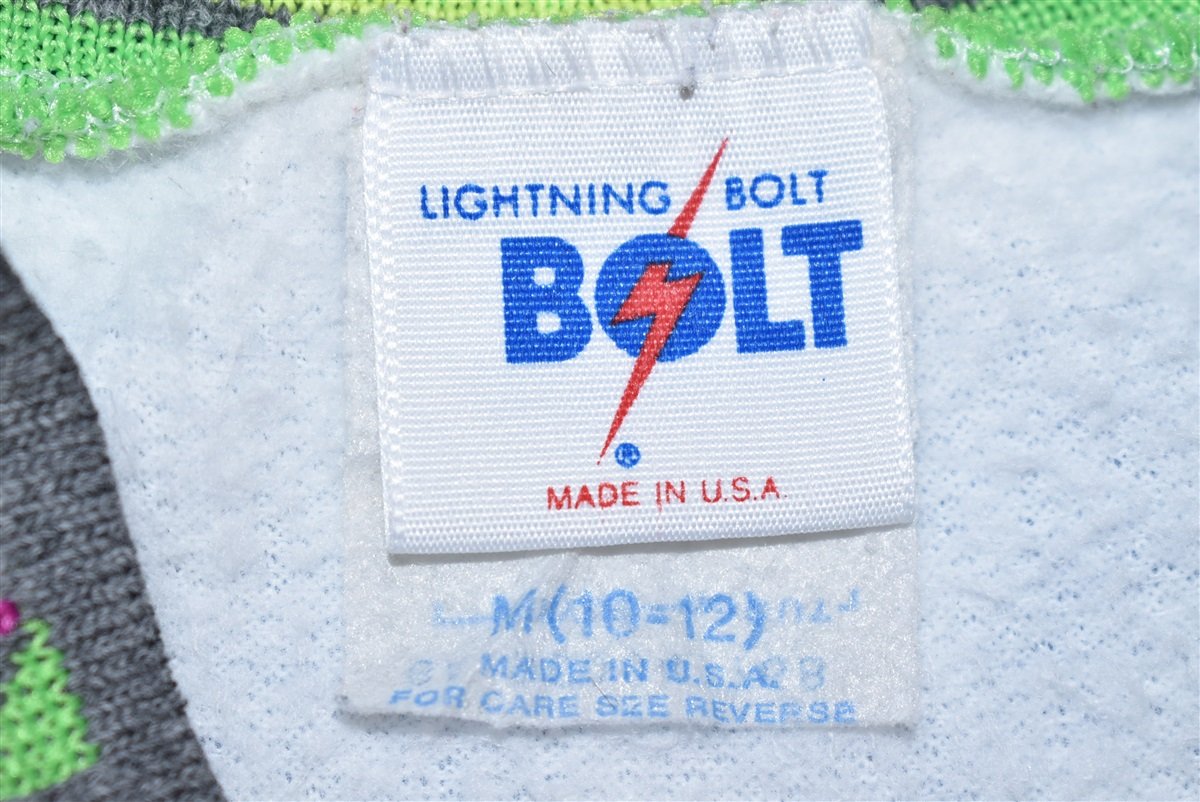 LIGHTNING BOLT
BOLT
®
MADE IN U.S.A.
M(10-12)
MADE IN U.S.A.
FOR CARE SEE REVERSE